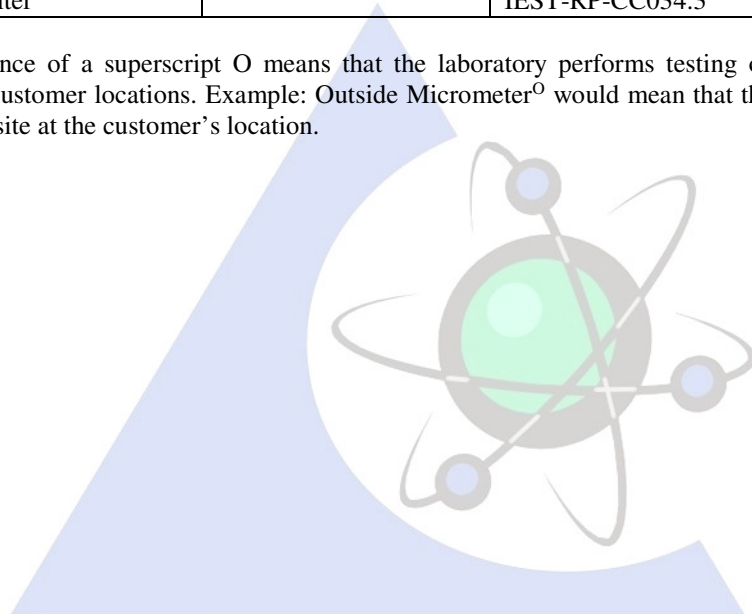 IEST-RP-CC034.3
nce of a superscript O means that the laboratory performs testing
ustomer locations. Example: Outside Micrometer^O would mean that th
site at the customer’s location.